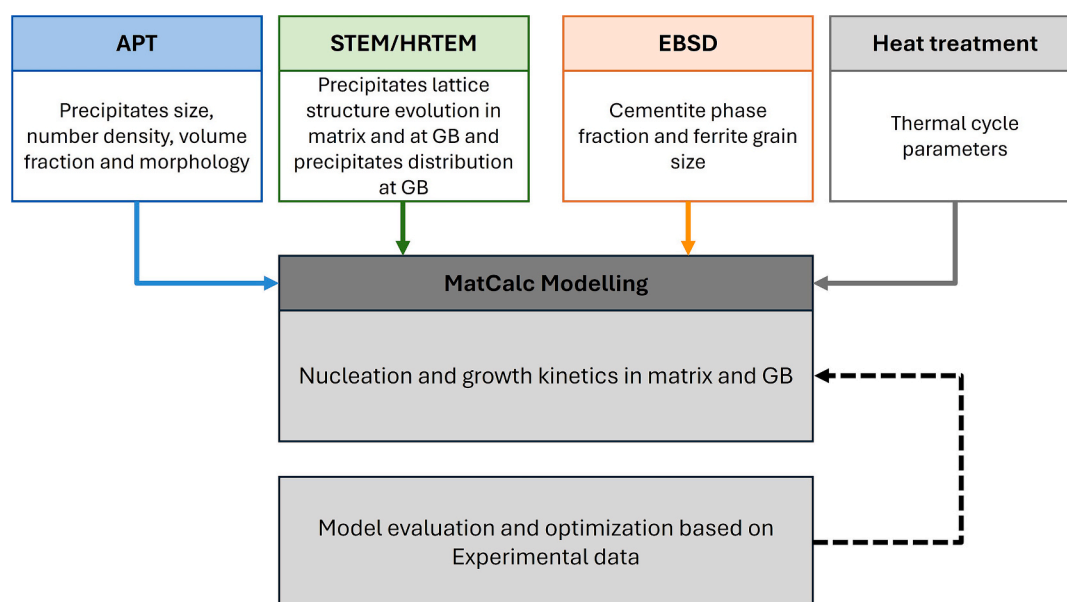 APT
Precipitates size,
number density, volume
fraction and morphology
STEM/HRTEM
Precipitates lattice
structure evolution in
matrix and at GB and
precipitates distribution
at GB
EBSD
Cementite phase
fraction and ferrite grain
size
Heat treatment
Thermal cycle
parameters
MatCalc Modelling
Nucleation and growth kinetics in matrix and GB
Model evaluation and optimization based on
Experimental data